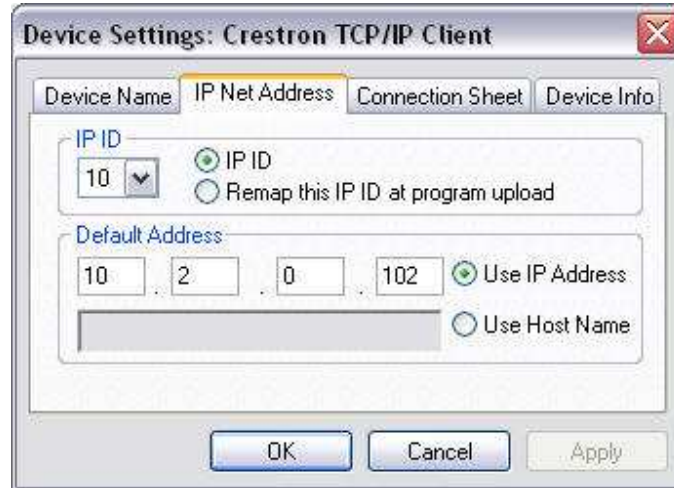 Device Settings: Crestron TCP/IP Client
Device Name IP Net Address Connection Sheet Device Info
IP ID
10 IP ID
Remap this IP ID at program upload
Default Address
10 . 2 . 0 . 102 Use IP Address
Use Host Name
OK Cancel Apply